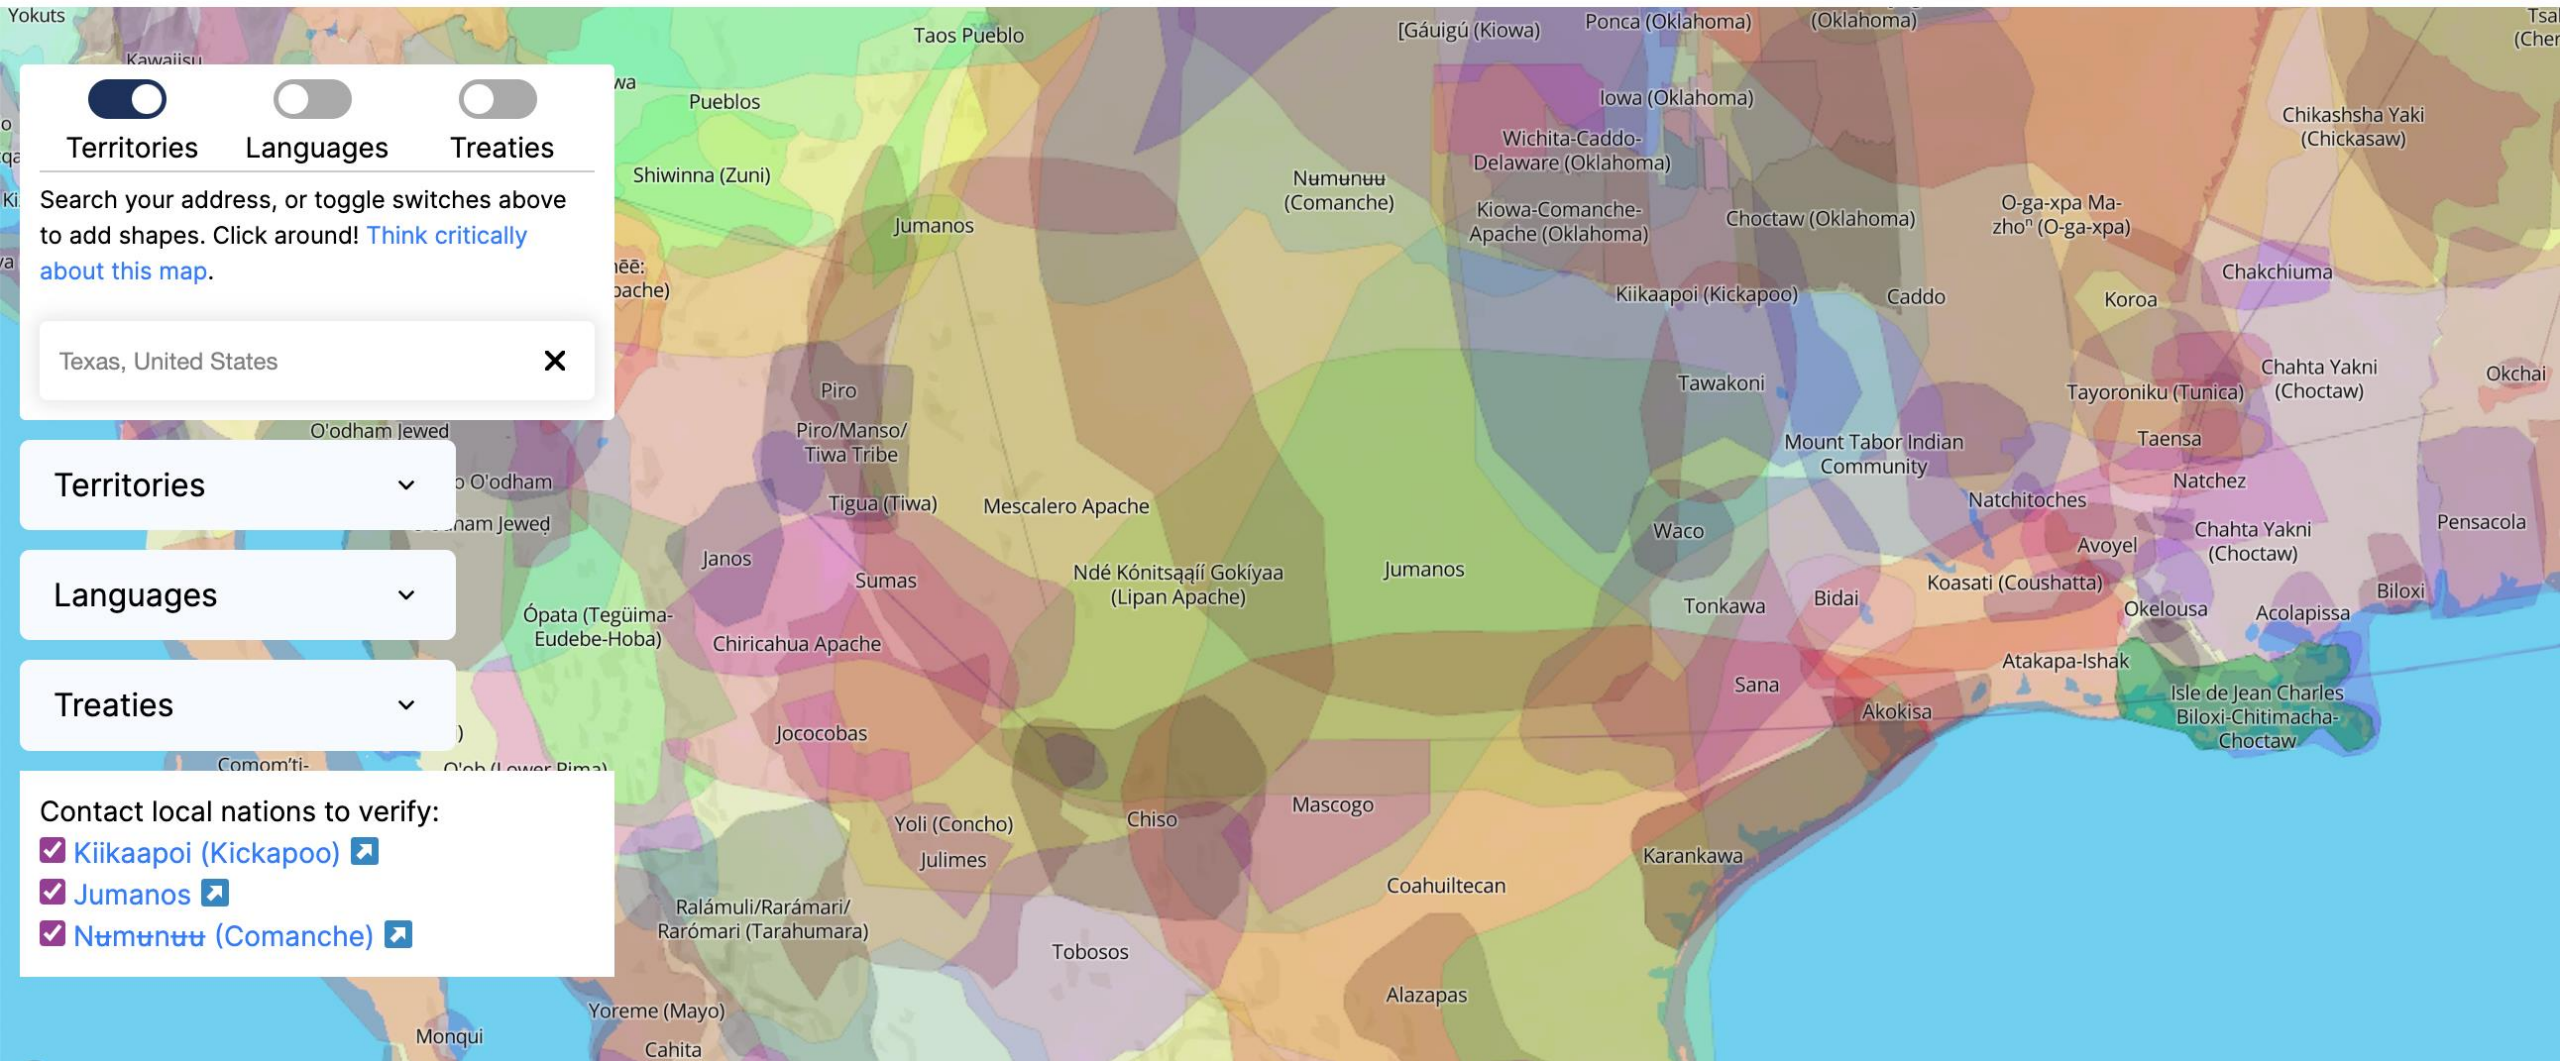 Yokuts
Kawaiisu
Territories
Languages
Treaties
Search your address, or toggle switches above
to add shapes. Click around! Think critically
about this map.
Texas, United States
Territories
Languages
Treaties
Contact local nations to verify:
Kiikaapoi (Kickapoo)
Jumanos
Nʉmʉnʉʉ (Comanche)
Taos Pueblo
[Gáuigú (Kiowa)
Ponca (Oklahoma)
(Oklahoma)
Pueblos
Iowa (Oklahoma)
Chikashsha Yaki
(Chickasaw)
Wichita-Caddo-
Delaware (Oklahoma)
Shiwinna (Zuni)
Nʉmʉnʉʉ
(Comanche)
Jumanos
Kiowa-Comanche-
Apache (Oklahoma)
Choctaw (Oklahoma)
O-ga-xpa Ma-
zhoⁿ (O-ga-xpa)
Chakchiuma
Kiikaapoi (Kickapoo)
Caddo
Koroa
Piro
Tawakoni
Tayoroniku (Tunica)
Chahta Yakni
(Choctaw)
Okchai
O'odham Jewed
Piro/Manso/
Tiwa Tribe
Mount Tabor Indian
Community
Taensa
O'odham
Tigua (Tiwa)
Mescalero Apache
Natchitoches
Natchez
Jeweḍ
Waco
Chahta Yakni
(Choctaw)
Pensacola
Janos
Sumas
Ndé Kónitsąąíí Gokíyaa
(Lipan Apache)
Jumanos
Avoyel
Koasati (Coushatta)
Biloxi
Ópata (Tegüima-
Eudebe-Hoba)
Chiricahua Apache
Tonkawa
Bidai
Okelousa
Acolapissa
Atakapa-Ishak
Sana
Akokisa
Isle de Jean Charles
Biloxi-Chitimacha-
Choctaw
Jococobas
Comom’ti-
O'ob (Lower Pima)
Yoli (Concho)
Chiso
Mascogo
Julimes
Karankawa
Coahuiltecan
Ralámuli/Rarámari/
Rarómari (Tarahumara)
Tobosos
Alazapas
Yoreme (Mayo)
Monqui
Cahita